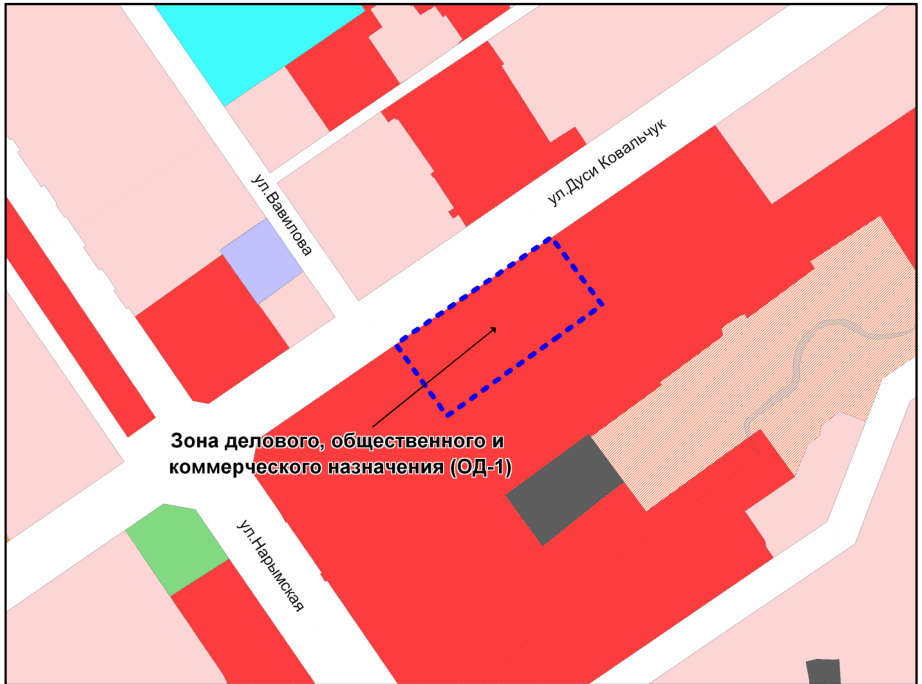 ул.Дуси Ковальчук
ул.Вавилова
Зона делового, общественного и
коммерческого назначения (ОД-1)
ул.Нарымская